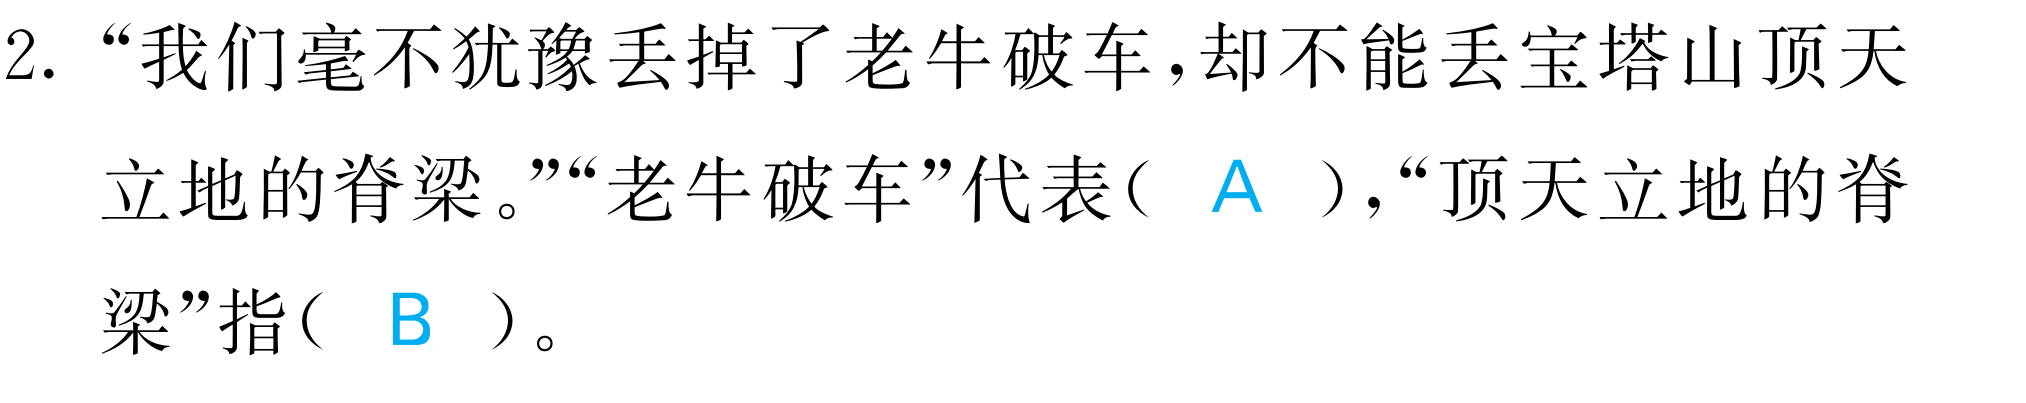 2. “我们毫不犹豫丢掉了老牛破车,却不能丢宝塔山顶天
立地的脊梁。”“老牛破车”代表( A ),“顶天立地的脊
梁”指( B )。